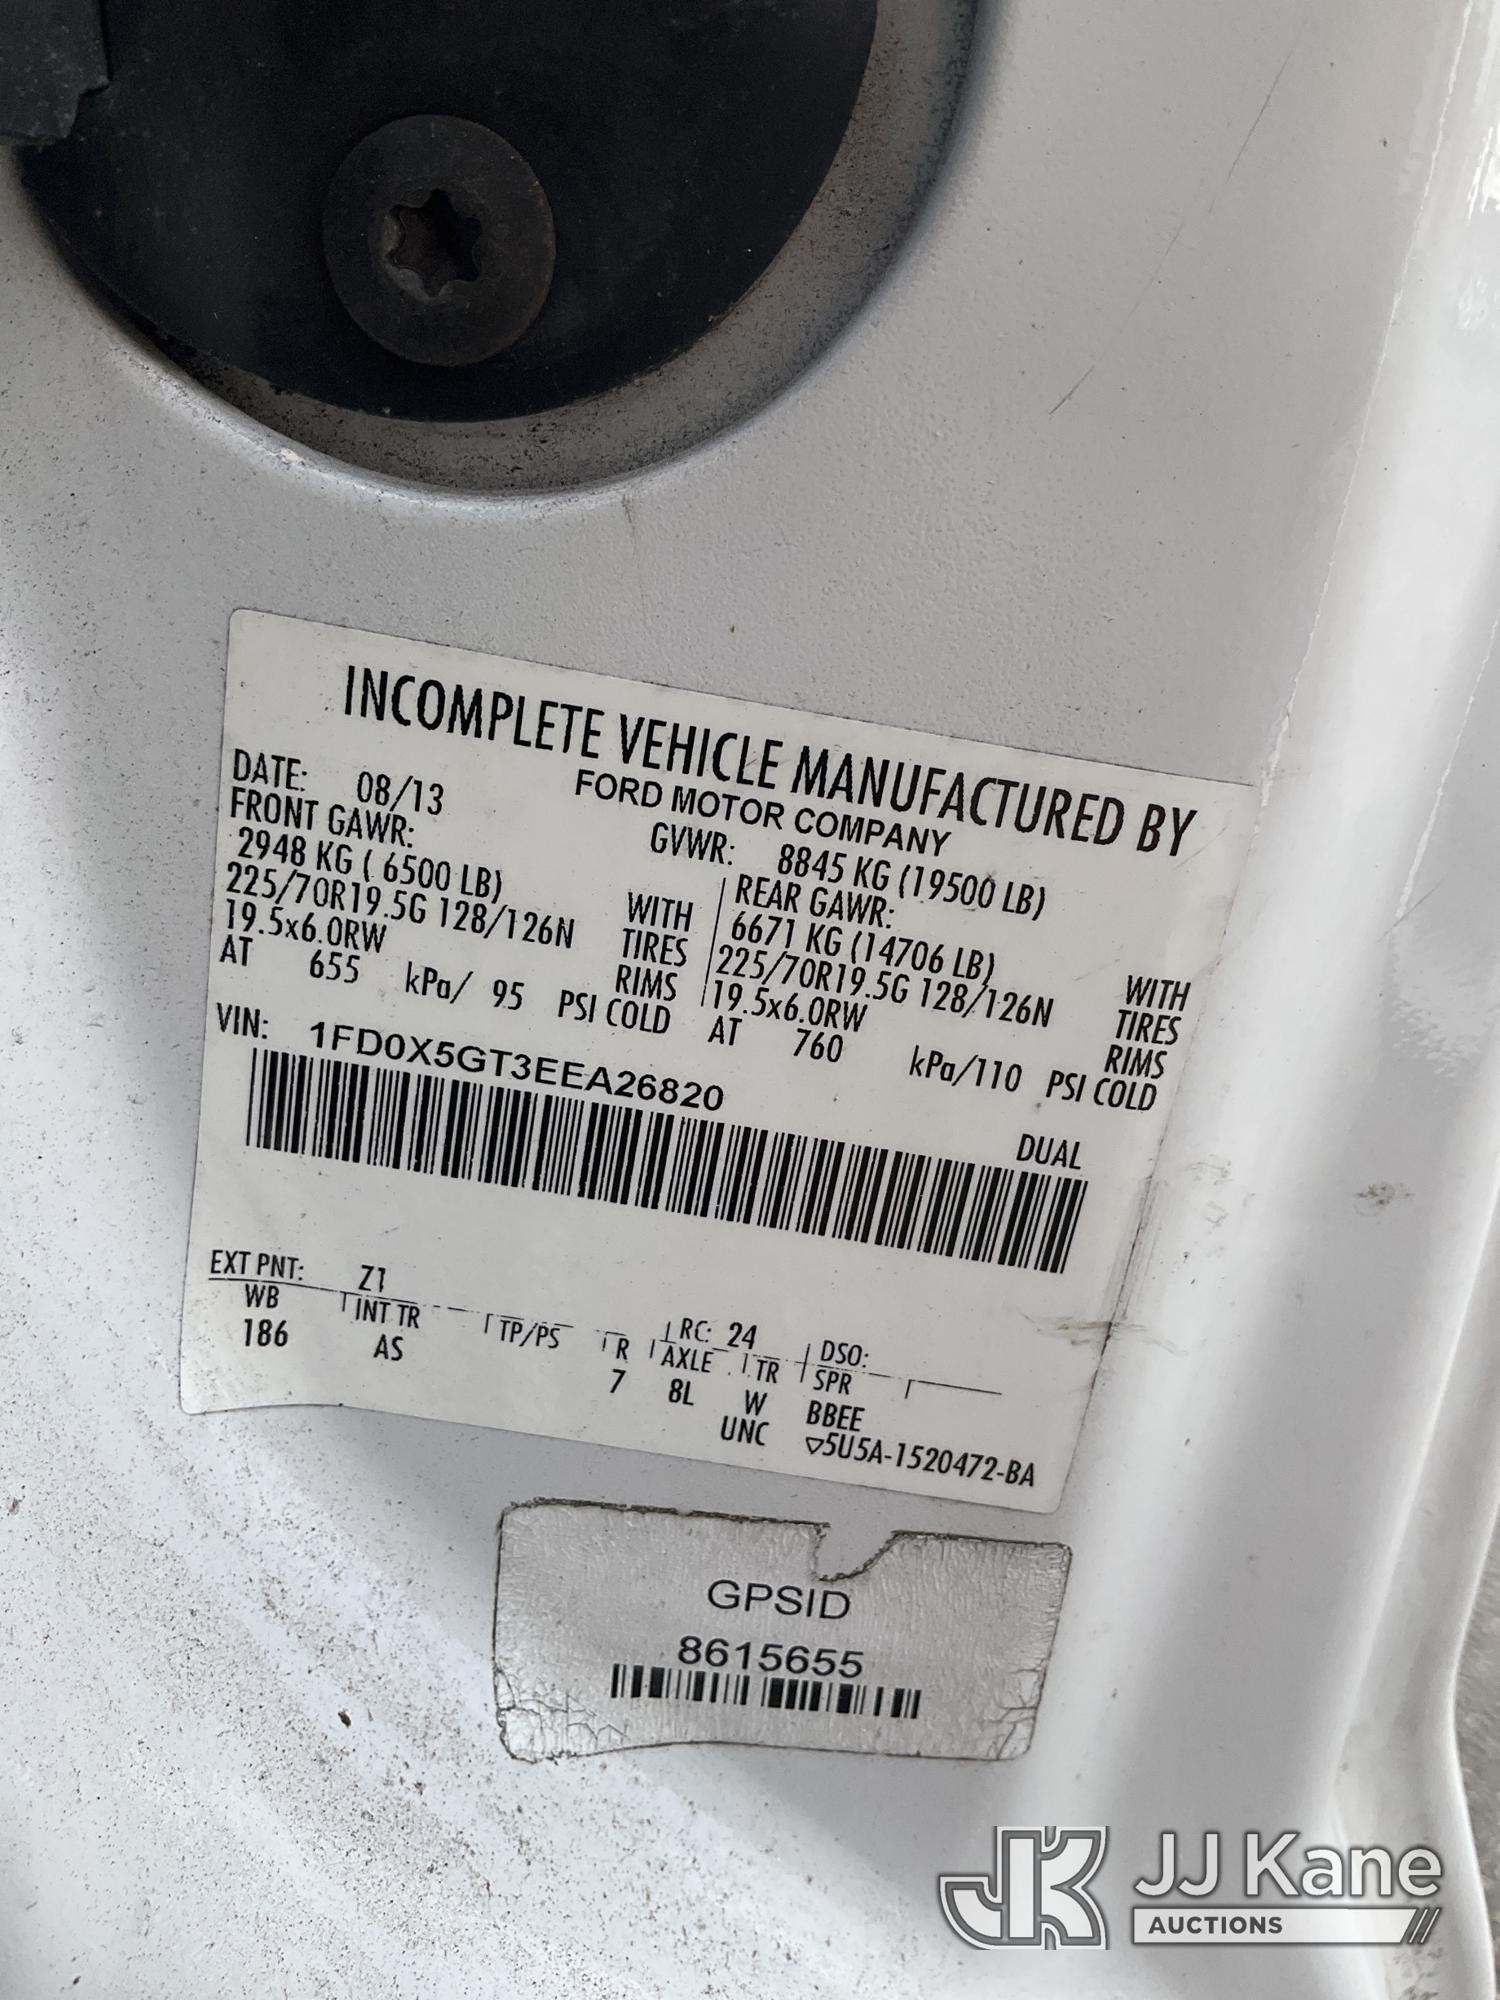 INCOMPLETE VEHICLE MANUFACTURED BY
FORD MOTOR COMPANY
DATE: 08/13
GVWR: 8845 KG (19500 LB)
FRONT GAWR:
2948 KG ( 6500 LB) WITH
225/70R19.5G 128/126N TIRES
19.5x6.0RW RIMS
AT 655 kPa/ 95 PSI COLD
REAR GAWR:
6671 KG (14706 LB) WITH
225/70R19.5G 128/126N TIRES
19.5x6.0RW RIMS
AT 760 kPa/110 PSI COLD
VIN: 1FD0X5GT3EEA26820
DUAL
EXT PNT: Z1 RC: 24 DSO:
WB INT TR TP/PS R AXLE TR SPR
186 AS 7 8L W BBEE
UNC ▽5U5A-1520472-BA
GPSID
8615655
JK JJ Kane
AUCTIONS